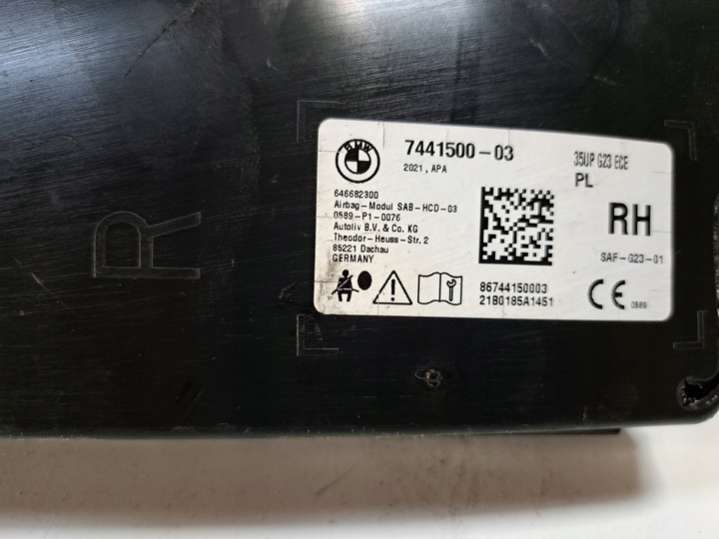 R
BMW
7441500-03
2021, APA
35UP G23 ECE
PL
646682300
Airbag-Modul SAB-HCD-03
0589-P1-0076
Autoliv B.V. & Co. KG
Theodor-Heuss-Str. 2
85221 Dachau
GERMANY
RH
SAF-G23-01
86744150003
21B0185A1451
CE 0589